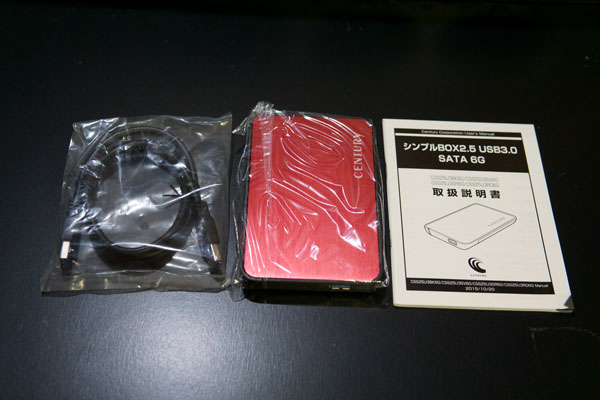 CENTURY
Century Corporation User's Manual
シンプルBOX2.5 USB3.0
SATA 6G
取扱説明書
CENTURY
2015/10/20